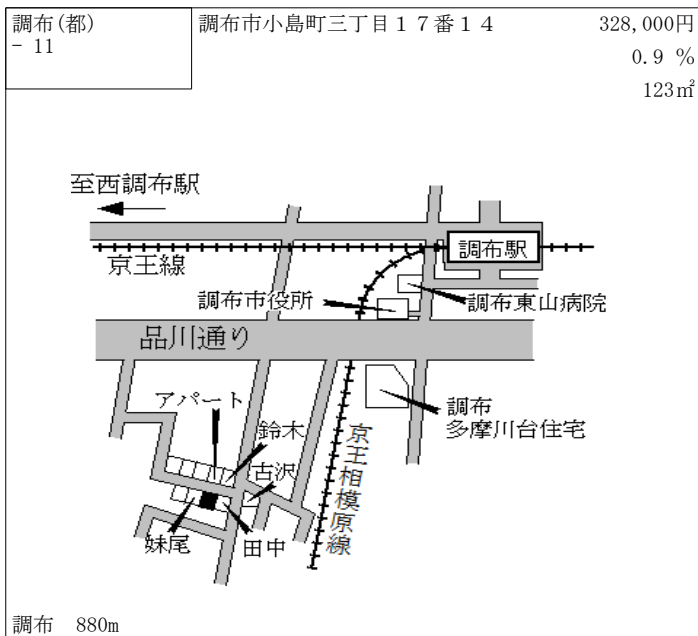 調布(都)
- 11
調布市小島町三丁目１７番１４
328,000円
0.9 %
123㎡
至西調布駅
京王線
調布駅
調布市役所
調布東山病院
品川通り
アパート
鈴木
古沢
調布
多摩川台住宅
京王相模原線
妹尾
田中
調布 880m